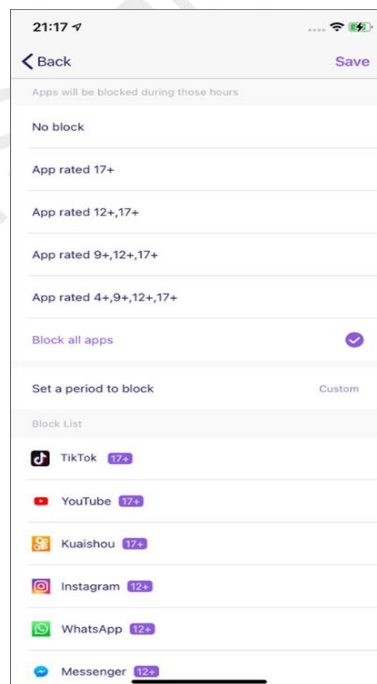 21:17
Back Save
Apps will be blocked during those hours
No block
App rated 17+
App rated 12+,17+
App rated 9+,12+,17+
App rated 4+,9+,12+,17+
Block all apps
Set a period to block Custom
Block List
TikTok 17+
YouTube 17+
Kuaishou 17+
Instagram 12+
WhatsApp 12+
Messenger 12+